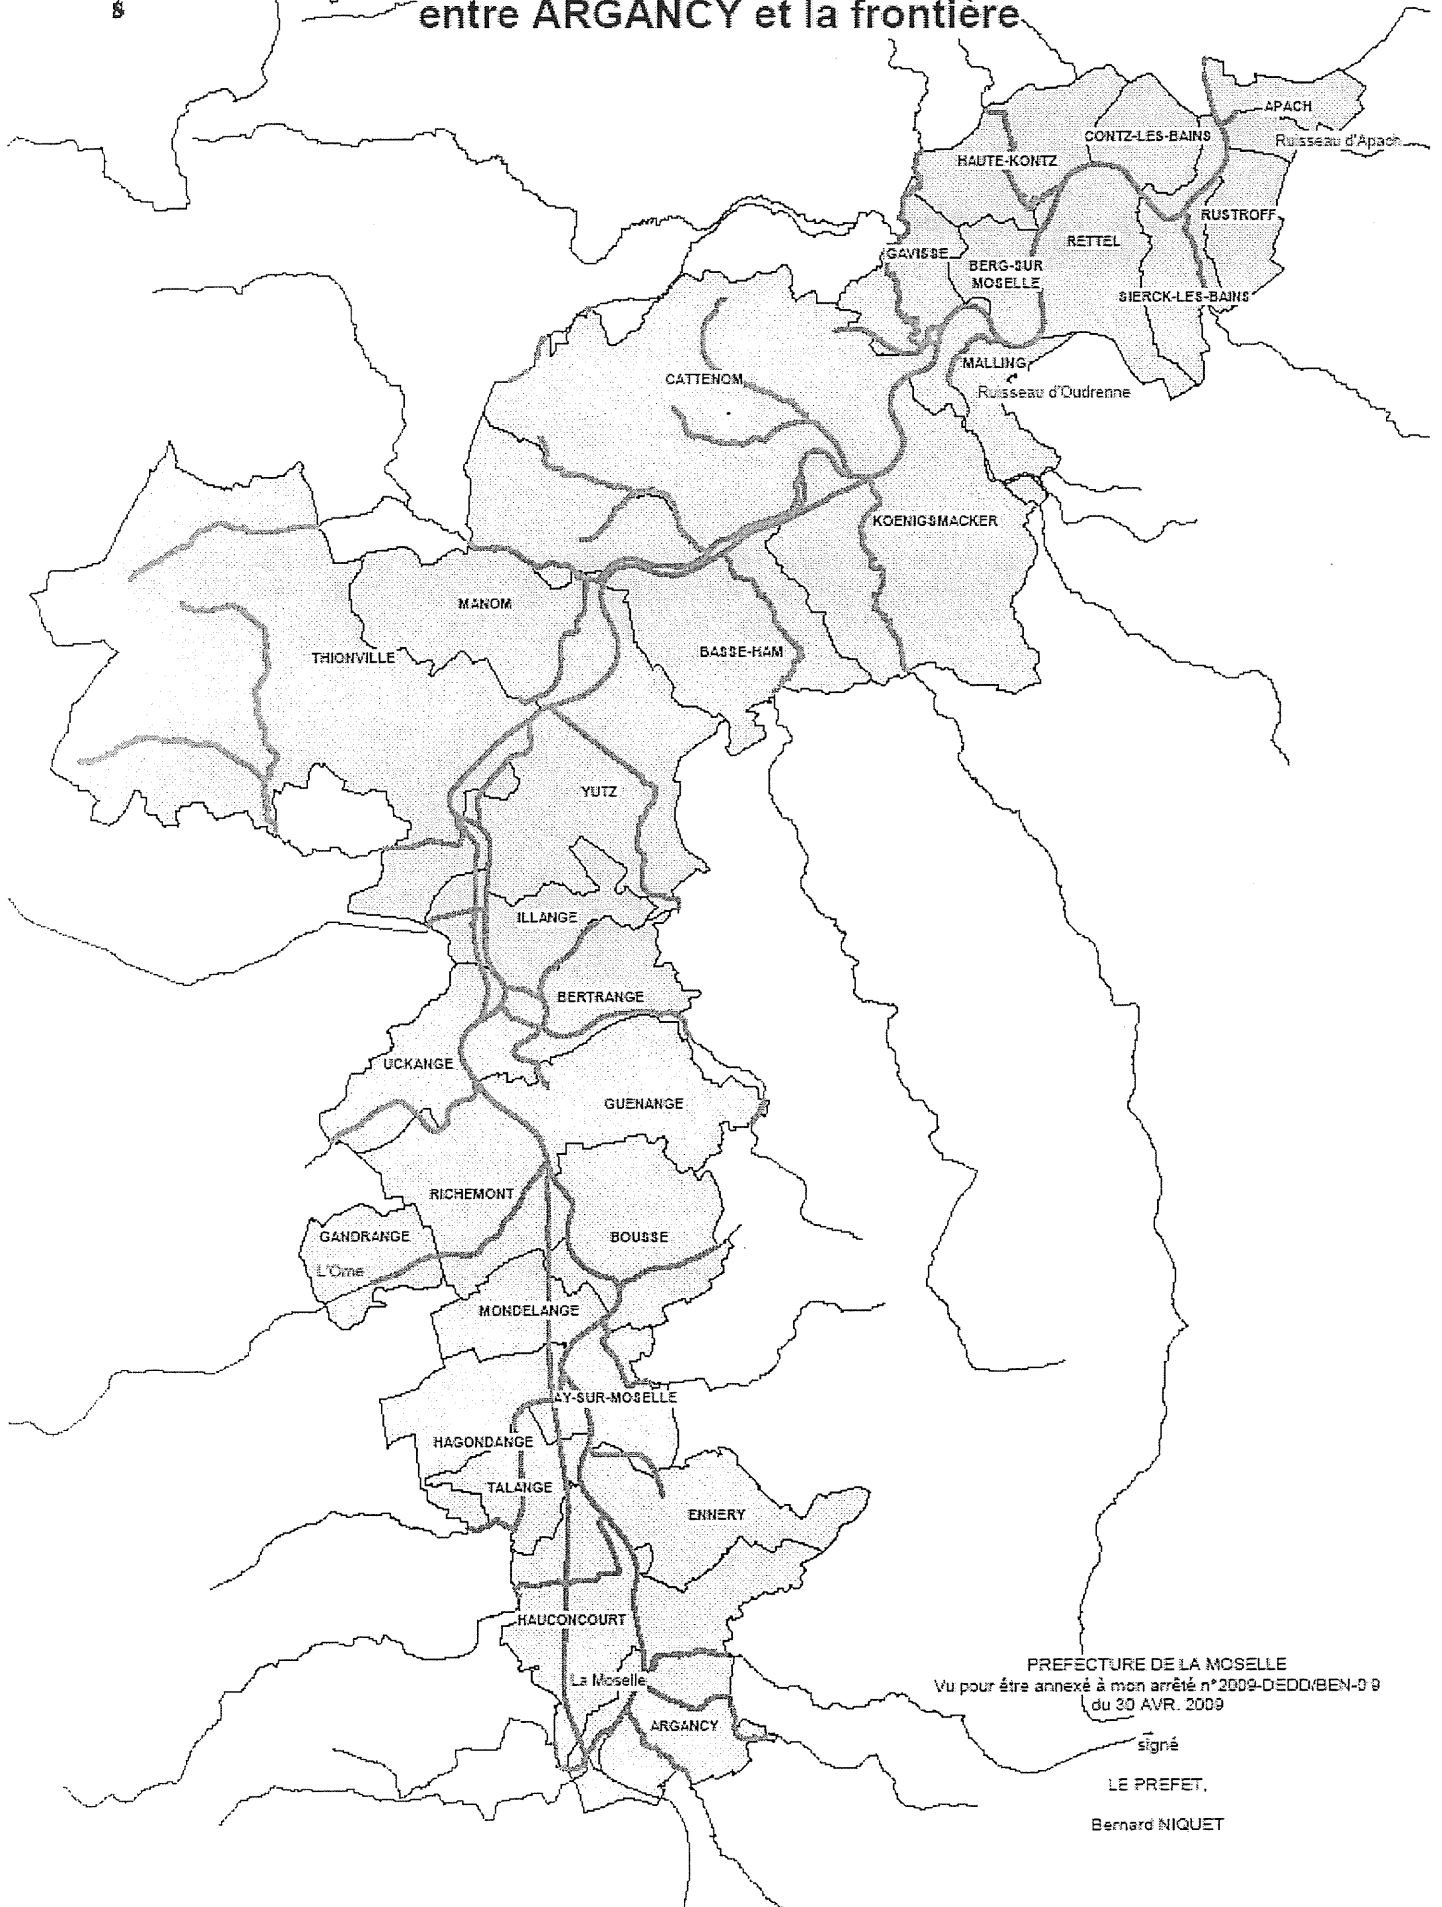 entre ARGANCY et la frontière
APACH
CONTZ-LES-BAINS
Ruisseau d'Apach
HAUTE-KONTZ
RUSTROFF
RETTEL
GAVISSE
BERG-SUR
MOSELLE
SIERCK-LES-BAINS
MALLING
CATTENOM
Ruisseau d'Oudrenne
KOENIGSMACKER
MANOM
BASSE-HAM
THIONVILLE
YUTZ
ILLANGE
BERTRANGE
UCKANGE
GUENANGE
RICHEMONT
GANDRANGE
BOUSSE
L'Orne
MONDELANGE
AY-SUR-MOSELLE
HAGONDANGE
TALANGE
ENNERY
HAUCONCOURT
La Moselle
ARGANCY
PREFECTURE DE LA MOSELLE
Vu pour être annexé à mon arrêté n°2009-DEDD/BEN-0 9
du 30 AVR. 2009
signé
LE PREFET,
Bernard NIQUET